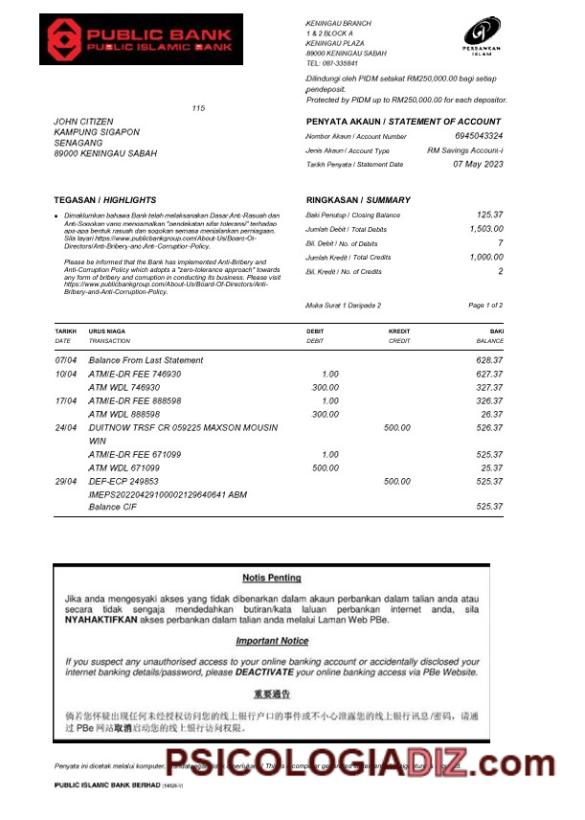 PUBLIC BANK
PUBLIC ISLAMIC BANK
KENINGAU BRANCH
1 & 2 BLOCK A
KENINGAU PLAZA
89000 KENINGAU SABAH
TEL: 087-335841
PERBANKAN
ISLAM
Dilindungi oleh PIDM setakat RM250,000.00 bagi setiap
pendeposit.
Protected by PIDM up to RM250,000.00 for each depositor.
115
JOHN CITIZEN
KAMPUNG SIGAPON
SENAGANG
89000 KENINGAU SABAH
PENYATA AKAUN / STATEMENT OF ACCOUNT
Nombor Akaun / Account Number 6945043324
Jenis Akaun / Account Type RM Savings Account-i
Tarikh Penyata / Statement Date 07 May 2023
TEGASAN / HIGHLIGHTS
Dimaklumkan bahawa Bank telah melaksanakan Dasar Anti-Rasuah dan
Anti-Sogokan yang mengamalkan "pendekatan sifar toleransi" terhadap
apa-apa bentuk rasuah dan sogokan semasa menjalankan perniagaan.
Sila layari https://www.publicbankgroup.com/About-Us/Board-Of-
Directors/Anti-Bribery-and-Anti-Corruption-Policy.
Please be informed that the Bank has implemented Anti-Bribery and
Anti-Corruption Policy which adopts a "zero-tolerance approach" towards
any form of bribery and corruption in conducting its business. Please visit
https://www.publicbankgroup.com/About-Us/Board-Of-Directors/Anti-
Bribery-and-Anti-Corruption-Policy.
RINGKASAN / SUMMARY
Baki Penutup / Closing Balance 125.37
Jumlah Debit / Total Debits 1,503.00
Bil. Debit / No. of Debits 7
Jumlah Kredit / Total Credits 1,000.00
Bil. Kredit / No. of Credits 2
Muka Surat 1 Daripada 2 Page 1 of 2
TARIKH URUS NIAGA DEBIT KREDIT BAKI
DATE TRANSACTION DEBIT CREDIT BALANCE
07/04 Balance From Last Statement 628.37
10/04 ATM/E-DR FEE 746930 1.00 627.37
ATM WDL 746930 300.00 327.37
17/04 ATM/E-DR FEE 888598 1.00 326.37
ATM WDL 888598 300.00 26.37
24/04 DUITNOW TRSF CR 059225 MAXSON MOUSIN 500.00 526.37
WIN
ATM/E-DR FEE 671099 1.00 525.37
ATM WDL 671099 500.00 25.37
29/04 DEP-ECP 249853 500.00 525.37
IMEPS20220429100002129640641 ABM
Balance C/F 525.37
Notis Penting
Jika anda mengesyaki akses yang tidak dibenarkan dalam akaun perbankan dalam talian anda atau
secara tidak sengaja mendedahkan butiran/kata laluan perbankan internet anda, sila
NYAHAKTIFKAN akses perbankan dalam talian anda melalui Laman Web PBe.
Important Notice
If you suspect any unauthorised access to your online banking account or accidentally disclosed your
internet banking details/password, please DEACTIVATE your online banking access via PBe Website.
重要通告
倘若您怀疑出现任何未经授权访问您的线上银行户口的事件或不小心泄露您的线上银行讯息/密码，请通
过 PBe 网站取消启动您的线上银行访问权限。
Penyata ini dicetak melalui komputer.
PSICOLOGIADIZ.com
PUBLIC ISLAMIC BANK BERHAD